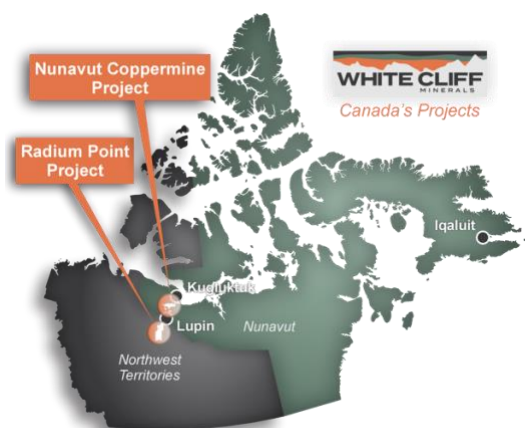 Nunavut Coppermine
Project
Radium Point
Project
WHITE CLIFF
MINERALS
Canada's Projects
Iqaluit
Kugluktuk
Lupin
Nunavut
Northwest
Territories